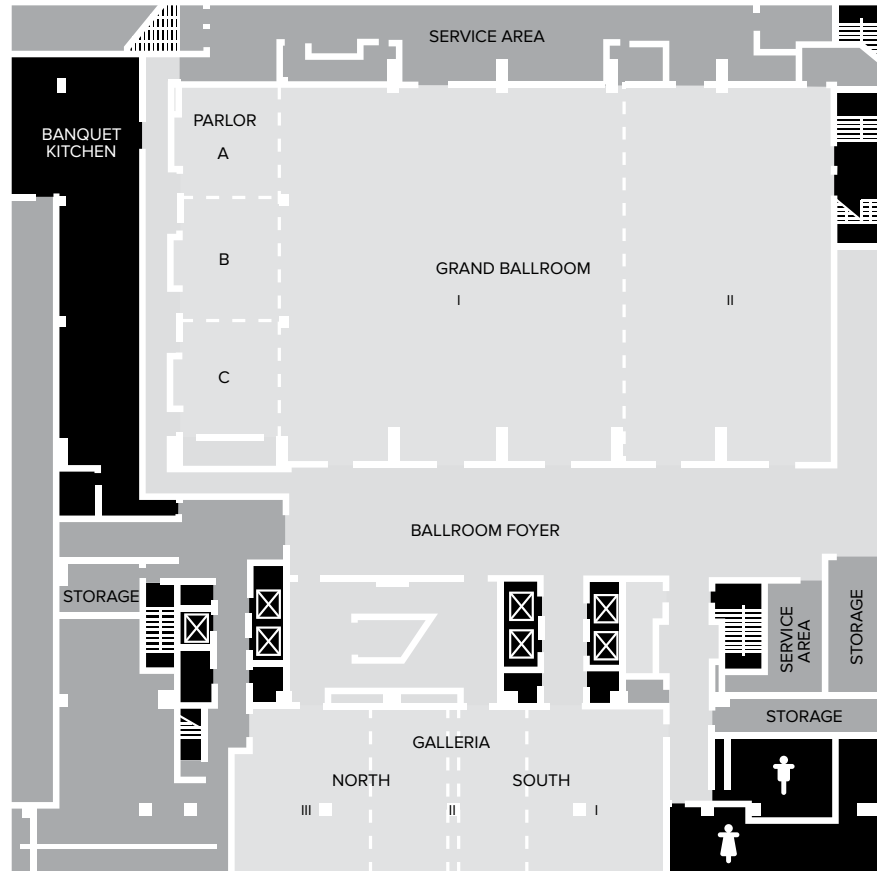 SERVICE AREA
PARLOR
A
BANQUET
KITCHEN
B
GRAND BALLROOM
I
II
C
BALLROOM FOYER
STORAGE
SERVICE
AREA
STORAGE
STORAGE
GALLERIA
NORTH
SOUTH
III
II
I